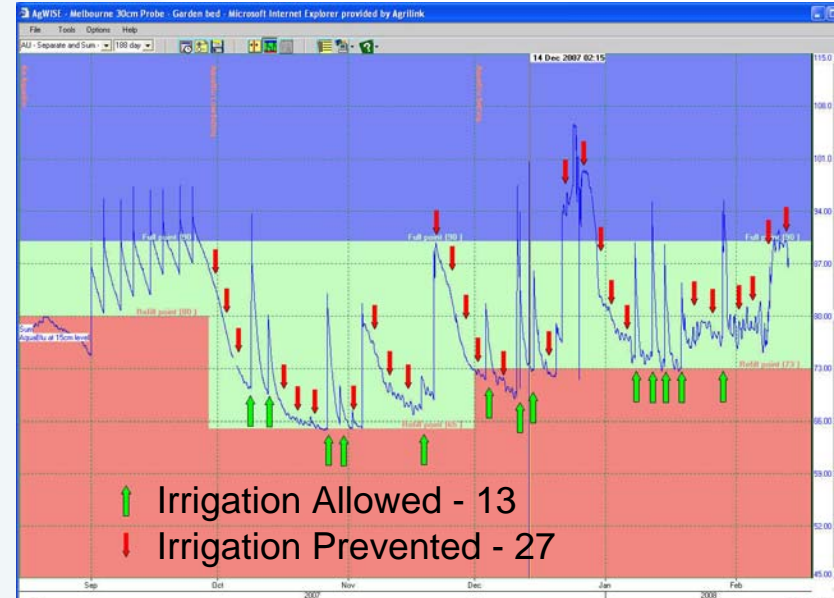 AgWISE - Melbourne 30cm Probe - Garden bed - Microsoft Internet Explorer provided by Agrilink
File Tools Options Help
AU - Separate and Sum - 188 day
14 Dec 2007 02:15
115.0
108.0
101.0
94.00
87.00
80.00
73.00
66.00
59.00
52.00
45.00
Full point (90
Full point (90 )
Refill point (80 )
Sum
AquaBlu at 15cm level
Refill point (73 )
Refill point (65 )
Irrigation Allowed - 13
Irrigation Prevented - 27
Sep Oct Nov Dec Jan Feb
2007 2008